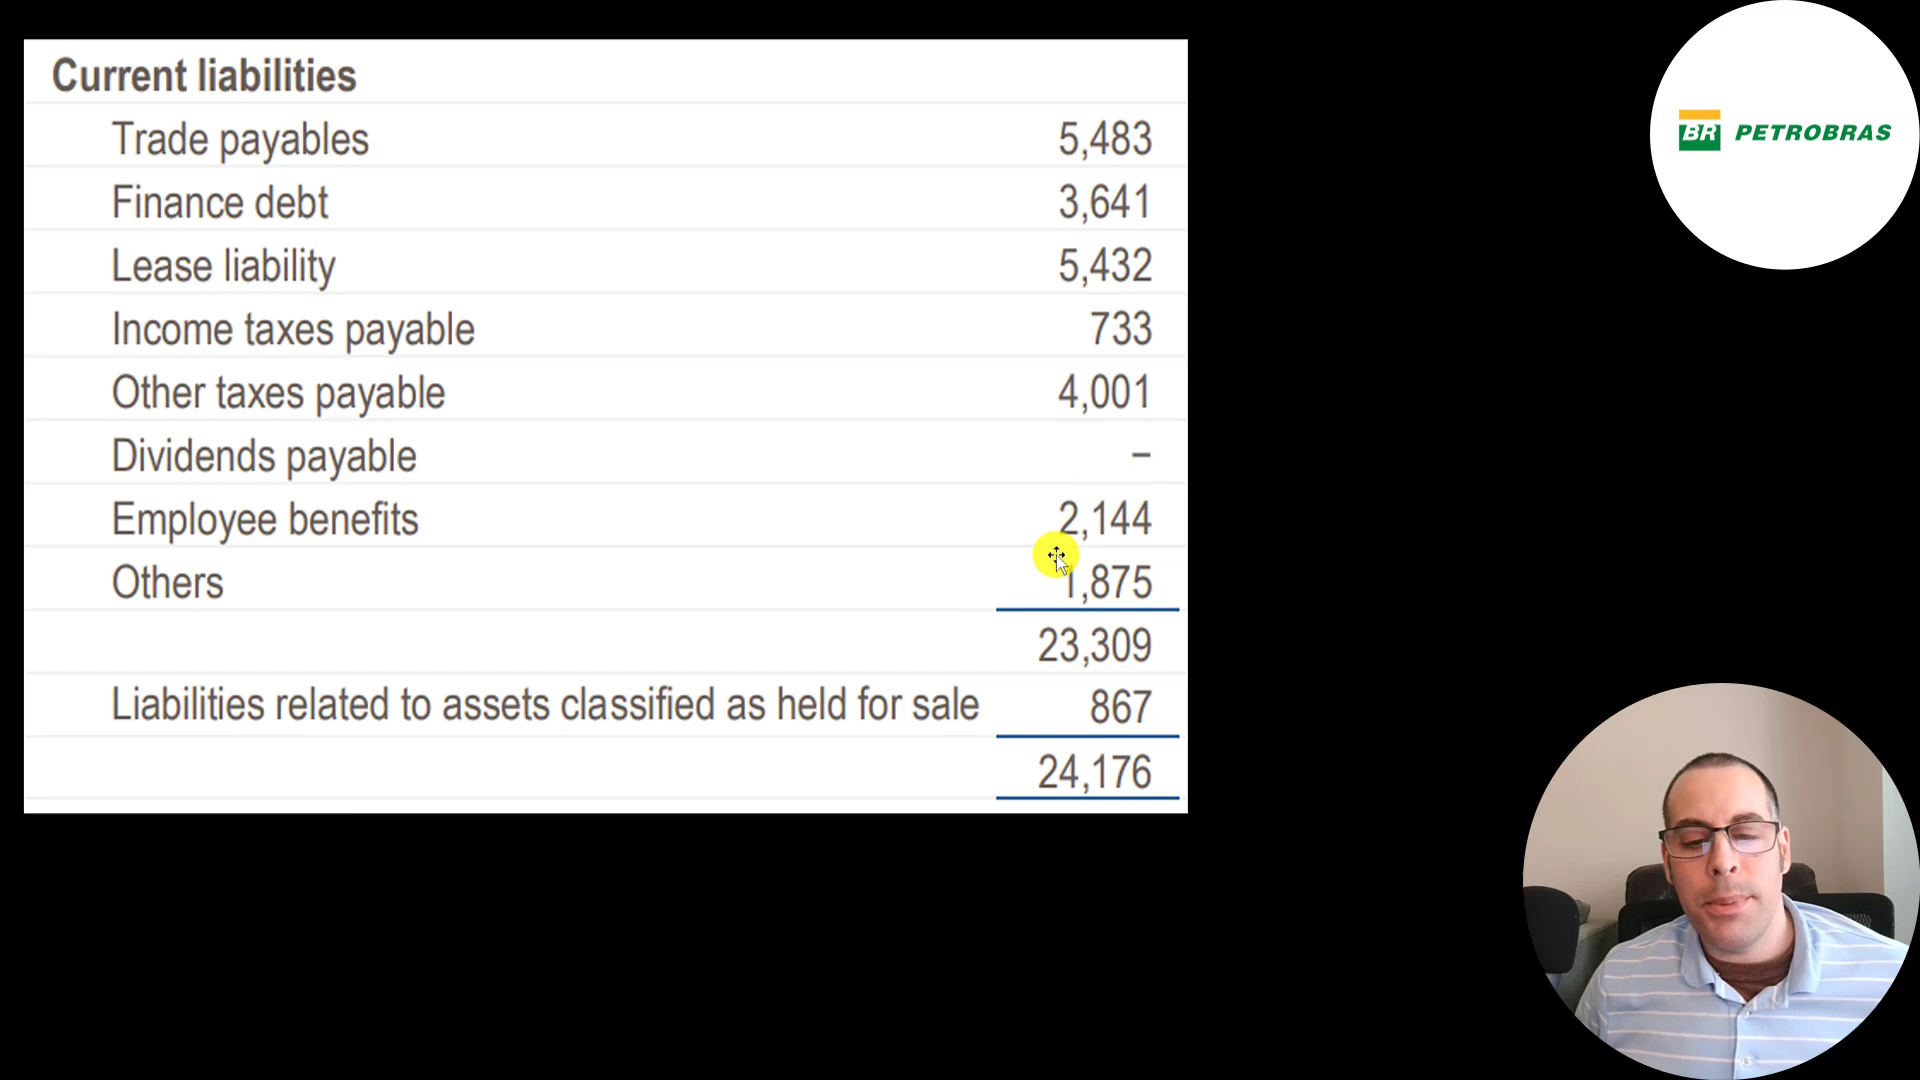 Current liabilities
Trade payables 5,483
Finance debt 3,641
Lease liability 5,432
Income taxes payable 733
Other taxes payable 4,001
Dividends payable –
Employee benefits 2,144
Others 1,875
23,309
Liabilities related to assets classified as held for sale 867
24,176
BR PETROBRAS